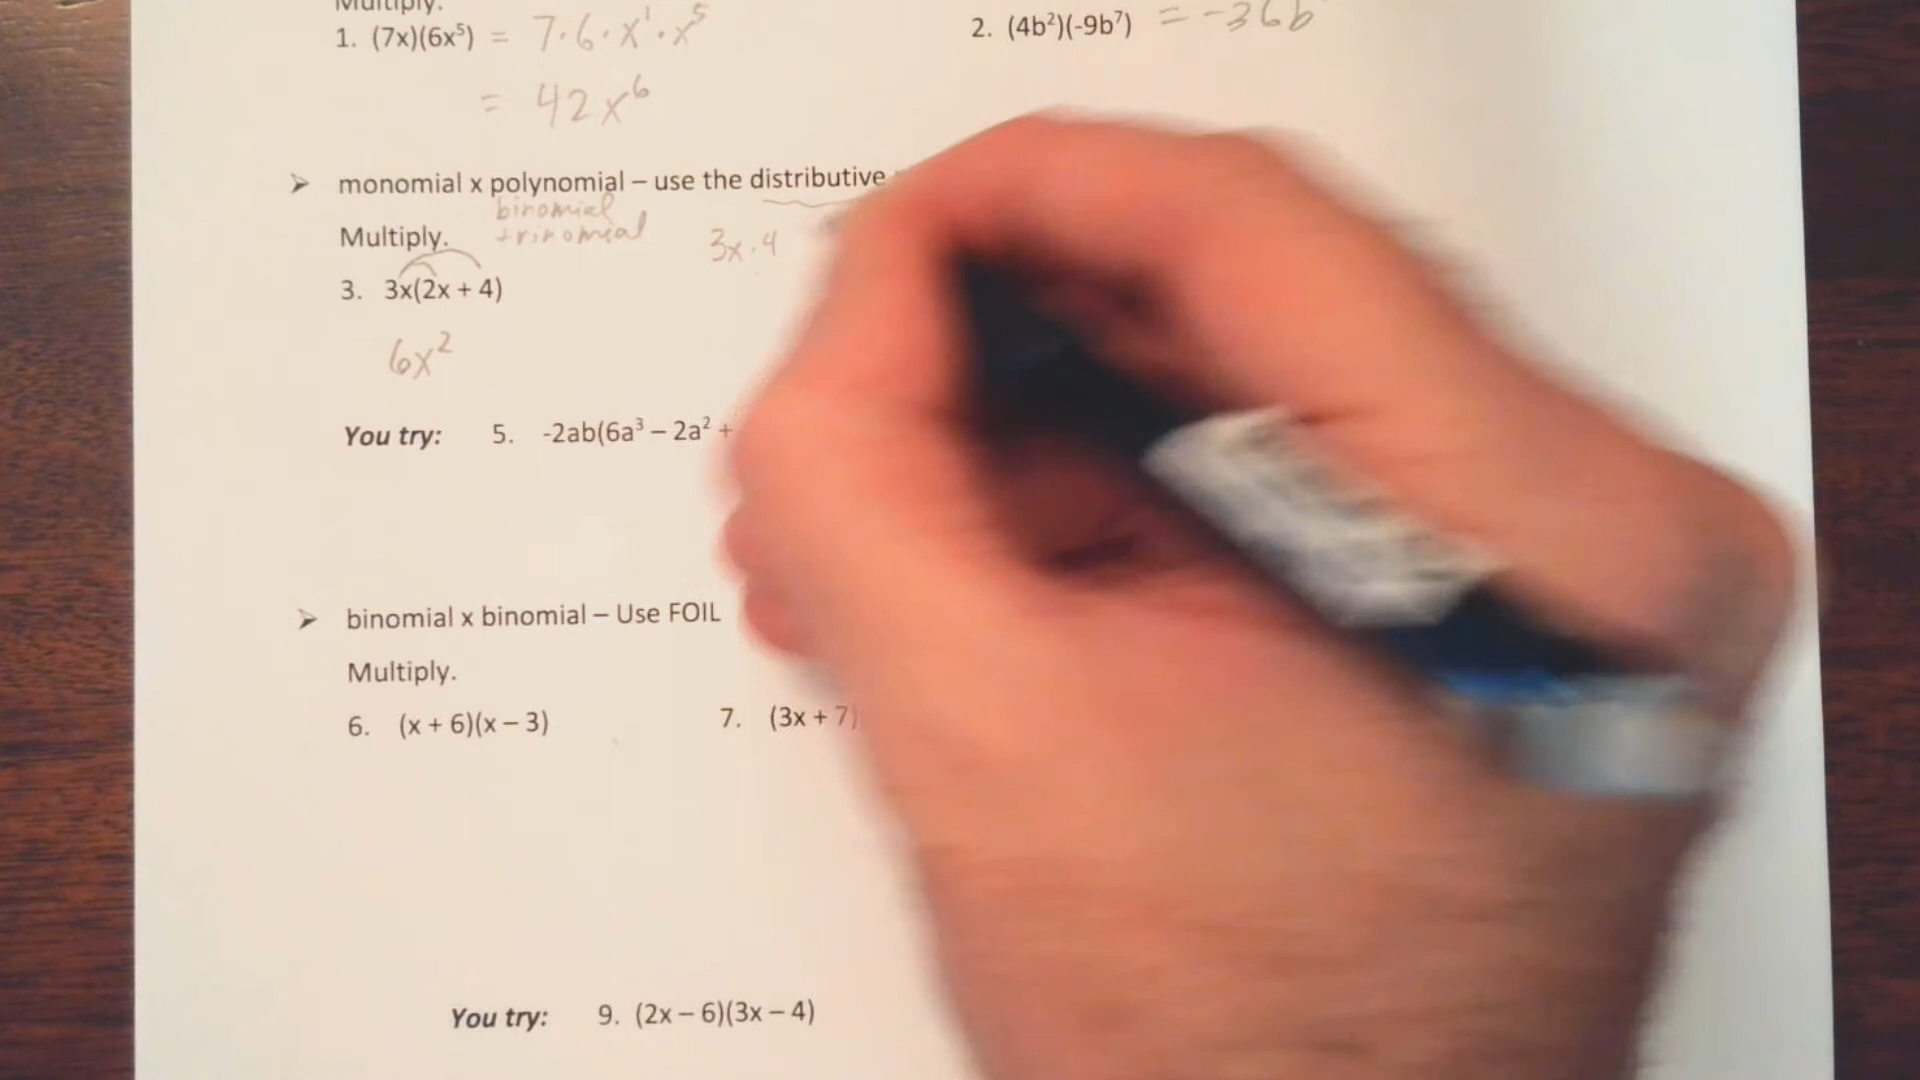 Multiply.
1. (7x)(6x⁵) = 7·6·x¹·x⁵
= 42x⁶
2. (4b²)(-9b⁷) = -36b
➢ monomial x polynomial – use the distributive
binomial
trinomial
Multiply.
3x·4
3. 3x(2x + 4)
6x²
You try: 5. -2ab(6a³ – 2a² +
➢ binomial x binomial – Use FOIL
Multiply.
6. (x + 6)(x – 3)
7. (3x + 7)
You try: 9. (2x – 6)(3x – 4)